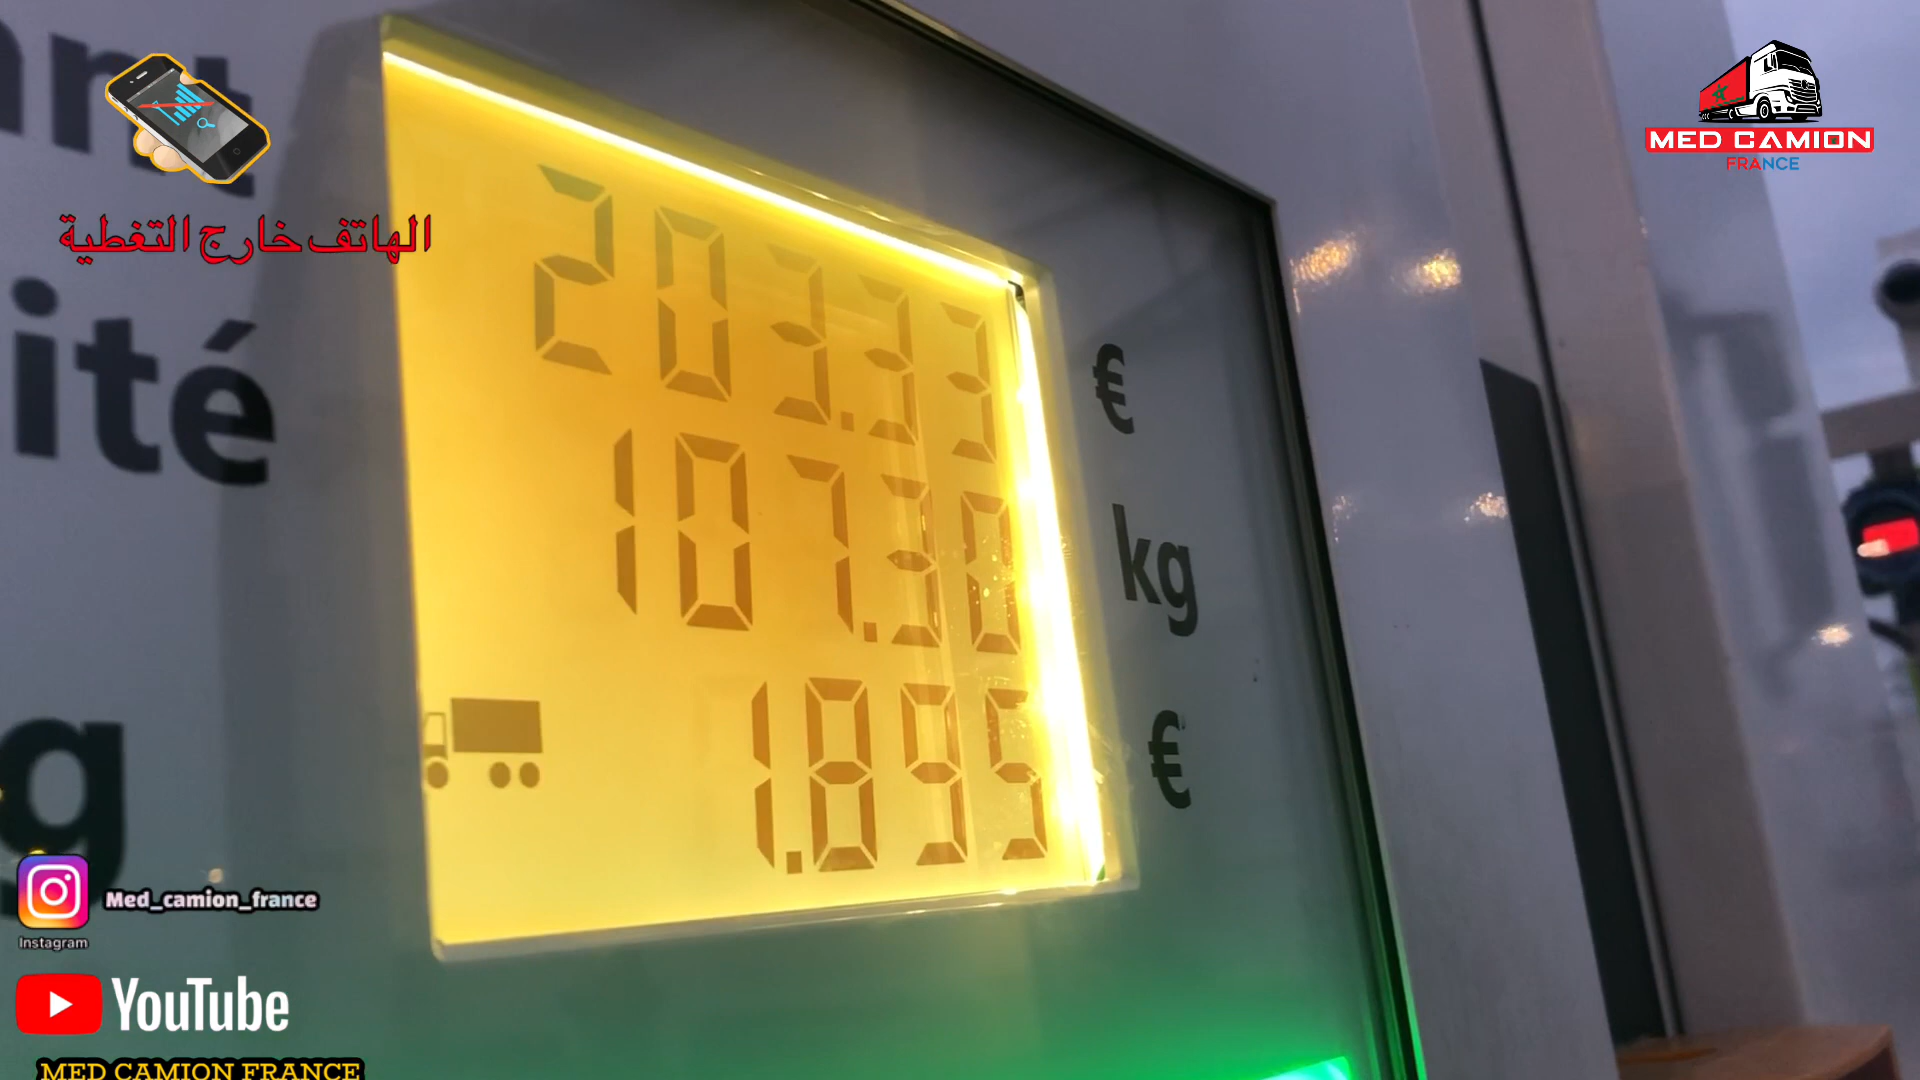 MED CAMION
FRANCE
الهاتف خارج التغطية
ité
203.33 €
107.30 kg
1.895 €
g
Med_camion_france
Instagram
YouTube
MED CAMION FRANCE